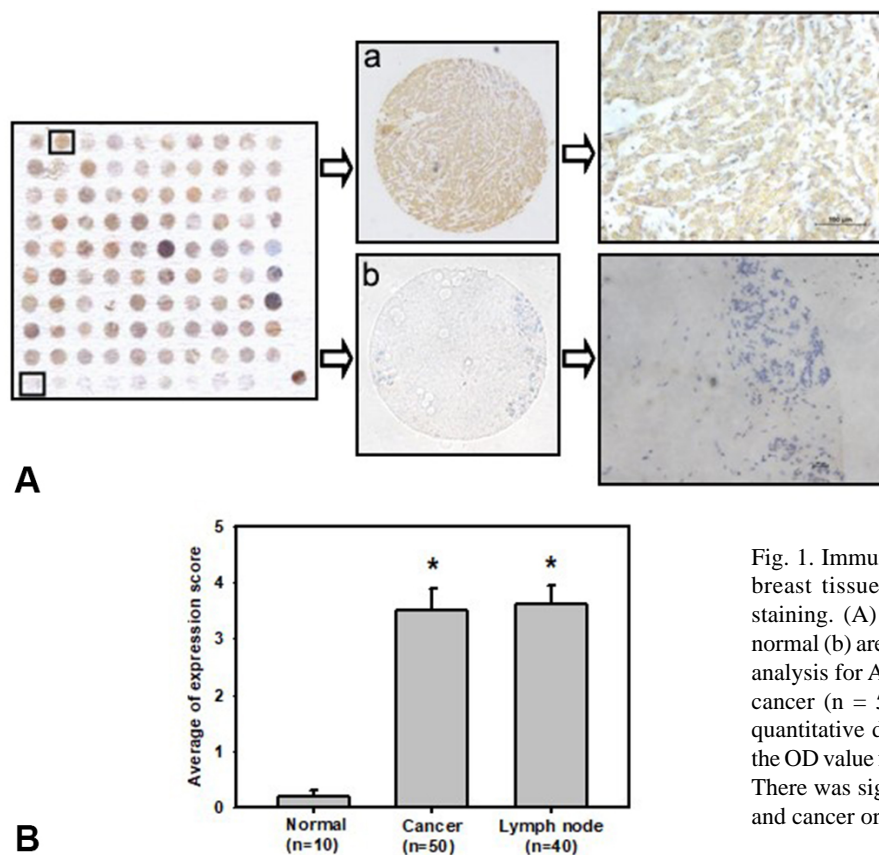 a
b
100 μm
A
5
4
3
2
1
0
Average of expression score
*
*
Normal
(n=10)
Cancer
(n=50)
Lymph node
(n=40)
B
Fig. 1. Immu
breast tissue
staining. (A)
normal (b) are
analysis for A
cancer (n =
quantitative d
the OD value
There was sig
and cancer or